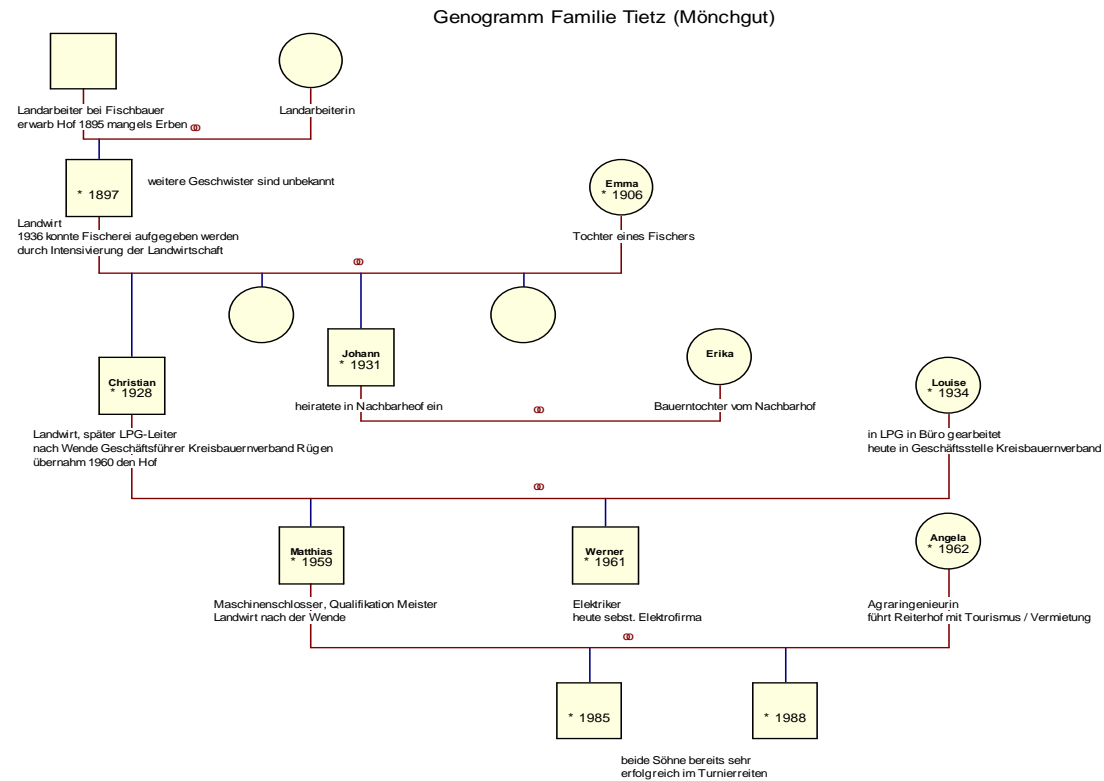 Genogramm Familie Tietz (Mönchgut)
Landarbeiter bei Fischbauer
erwarb Hof 1895 mangels Erben
Landarbeiterin
* 1897
weitere Geschwister sind unbekannt
Emma
* 1906
Landwirt
1936 konnte Fischerei aufgegeben werden
durch Intensivierung der Landwirtschaft
Tochter eines Fischers
Christian
* 1928
Johann
* 1931
Erika
Louise
* 1934
heiratete in Nachbarheof ein
Bauerntochter vom Nachbarhof
Landwirt, später LPG-Leiter
nach Wende Geschäftsführer Kreisbauernverband Rügen
übernahm 1960 den Hof
in LPG in Büro gearbeitet
heute in Geschäftsstelle Kreisbauernverband
Matthias
* 1959
Werner
* 1961
Angela
* 1962
Maschinenschlosser, Qualifikation Meister
Landwirt nach der Wende
Elektriker
heute sebst. Elektrofirma
Agraringenieurin
führt Reiterhof mit Tourismus / Vermietung
* 1985
* 1988
beide Söhne bereits sehr
erfolgreich im Turnierreiten